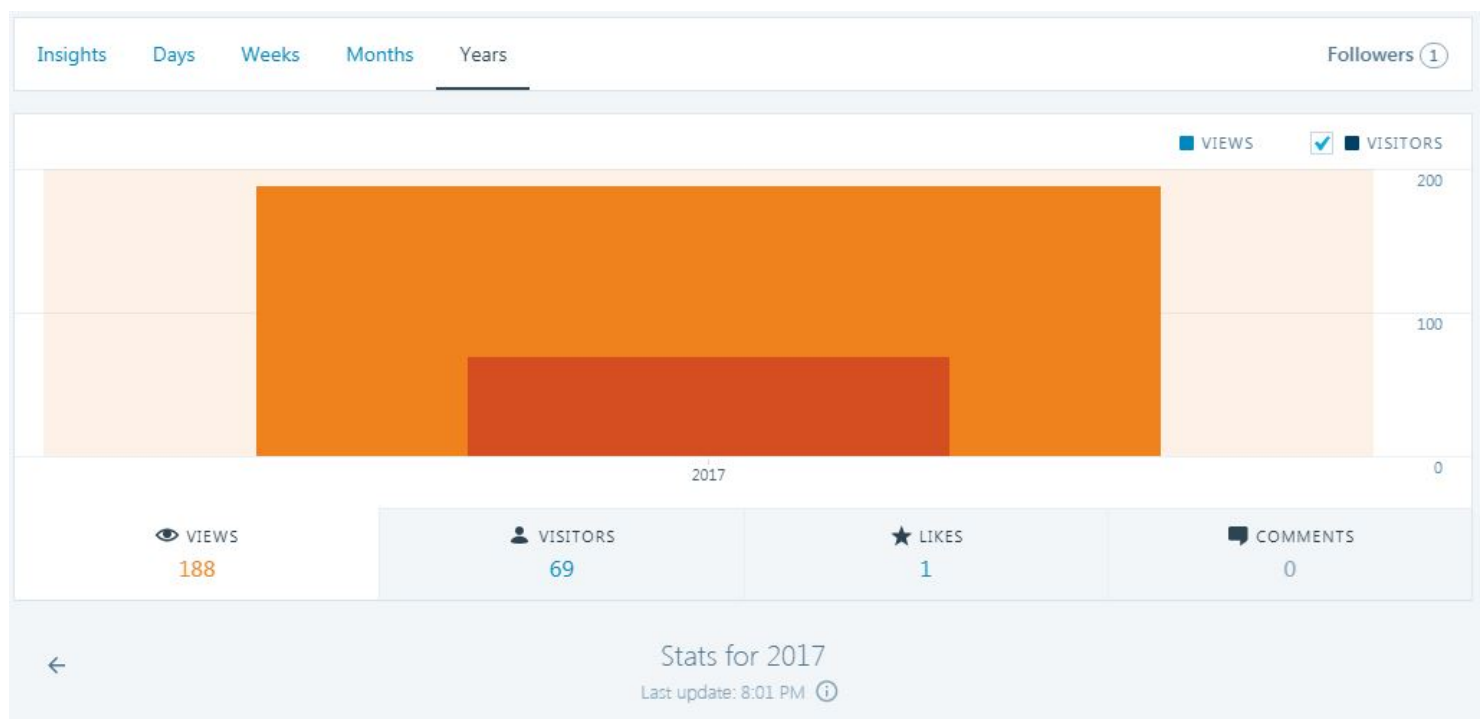 Insights Days Weeks Months Years Followers 1
VIEWS VISITORS
200
100
0
2017
VIEWS VISITORS LIKES COMMENTS
188 69 1 0
Stats for 2017
Last update: 8:01 PM